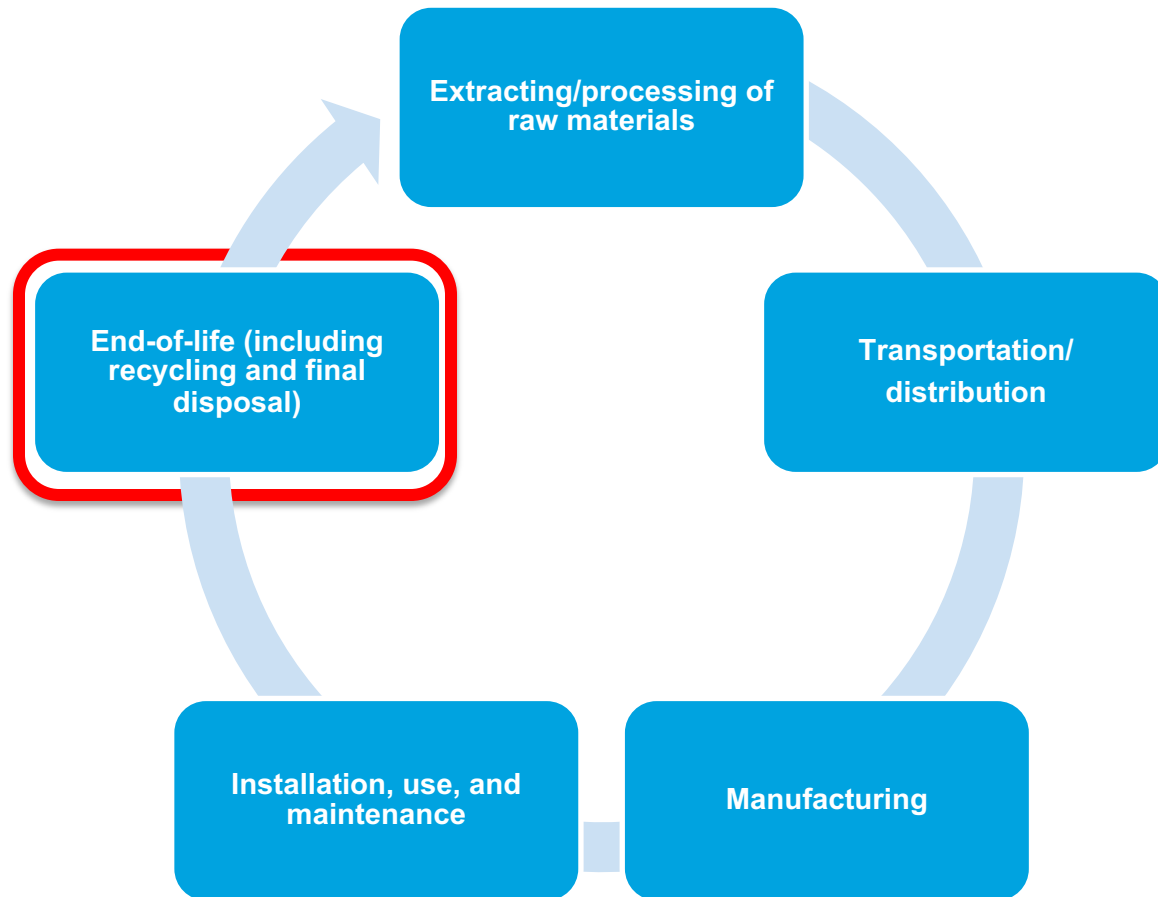 Extracting/processing of
raw materials
Transportation/
distribution
Manufacturing
Installation, use, and
maintenance
End-of-life (including
recycling and final
disposal)